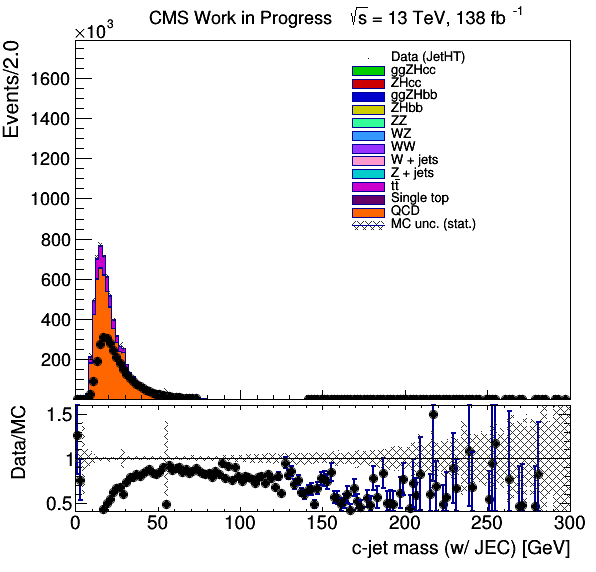 CMS Work in Progress √s = 13 TeV, 138 fb⁻¹
×10³
Events/2.0
1600
1400
1200
1000
800
600
400
200
Data (JetHT)
ggZHcc
ZHcc
ggZHbb
ZHbb
ZZ
WZ
WW
W + jets
Z + jets
tt̄
Single top
QCD
MC unc. (stat.)
Data/MC
1.5
1
0.5
0 50 100 150 200 250 300
c-jet mass (w/ JEC) [GeV]